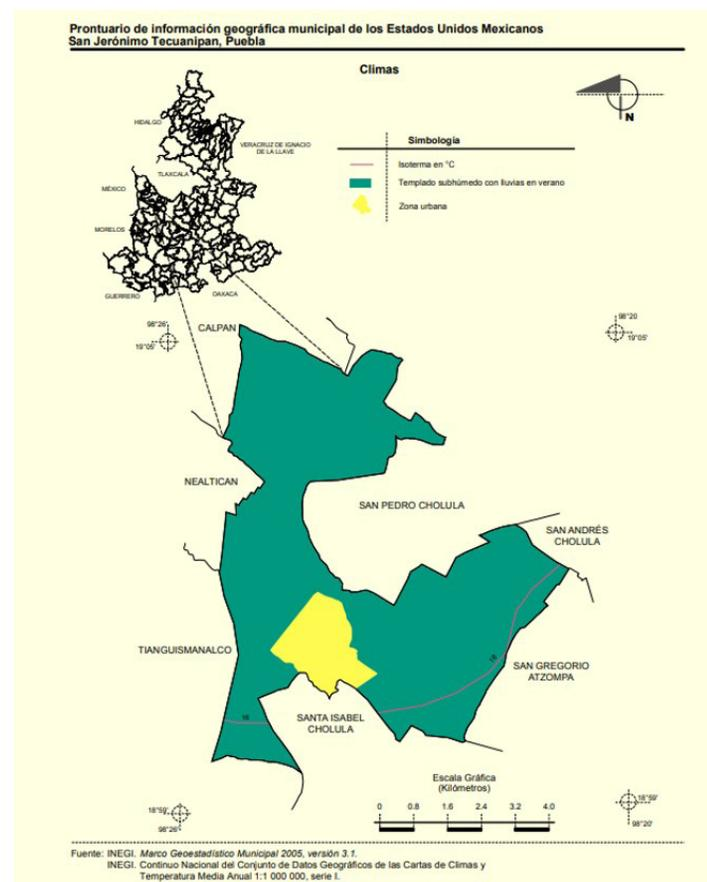 Prontuario de información geográfica municipal de los Estados Unidos Mexicanos
San Jerónimo Tecuanipan, Puebla
Climas
N
Simbología
Isoterma en °C
Templado subhúmedo con lluvias en verano
Zona urbana
HIDALGO
VERACRUZ DE IGNACIO
DE LA LLAVE
TLAXCALA
MÉXICO
MORELOS
GUERRERO
OAXACA
98°26'
19°05'
CALPAN
98°20
19°05'
NEALTICAN
SAN PEDRO CHOLULA
SAN ANDRÉS
CHOLULA
TIANGUISMANALCO
16
SAN GREGORIO
ATZOMPA
16
SANTA ISABEL
CHOLULA
Escala Gráfica
(Kilómetros)
0 0.8 1.6 2.4 3.2 4.0
18°59'
98°26'
18°59'
98°20'
Fuente: INEGI. Marco Geoestadístico Municipal 2005, versión 3.1.
INEGI. Continuo Nacional del Conjunto de Datos Geográficos de las Cartas de Climas y
Temperatura Media Anual 1:1 000 000, serie I.